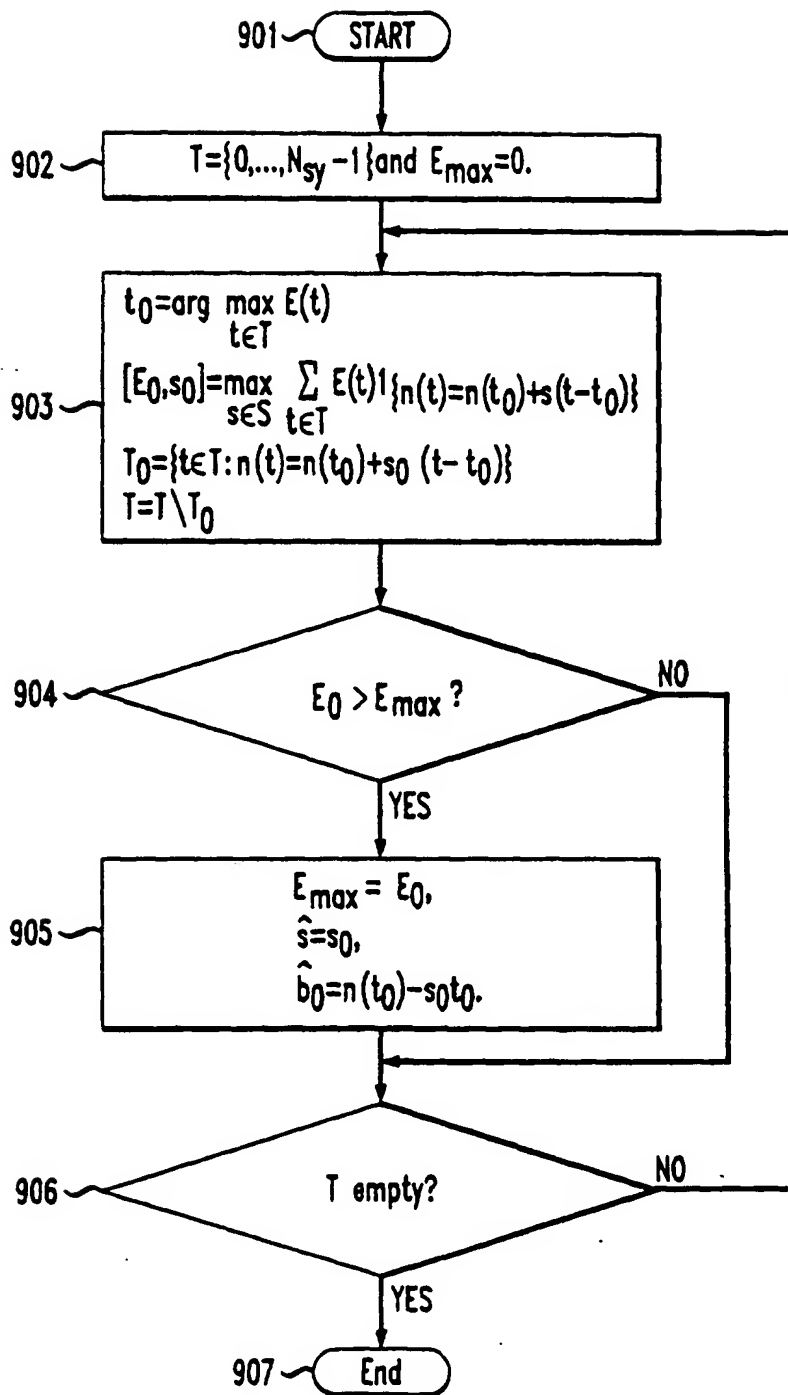 901 START
902 T={0,...,N_sy -1}and E_max=0.
t_0=arg max E(t)
t∈T
903 [E_0,s_0]=max Σ E(t)1{n(t)=n(t_0)+s(t-t_0)}
s∈S t∈T
T_0={t∈T:n(t)=n(t_0)+s_0 (t-t_0)}
T=T\T_0
904 E_0 > E_max ? NO
YES
E_max = E_0,
905 ŝ=s_0,
b̂_0=n(t_0)-s_0t_0.
906 T empty? NO
YES
907 End